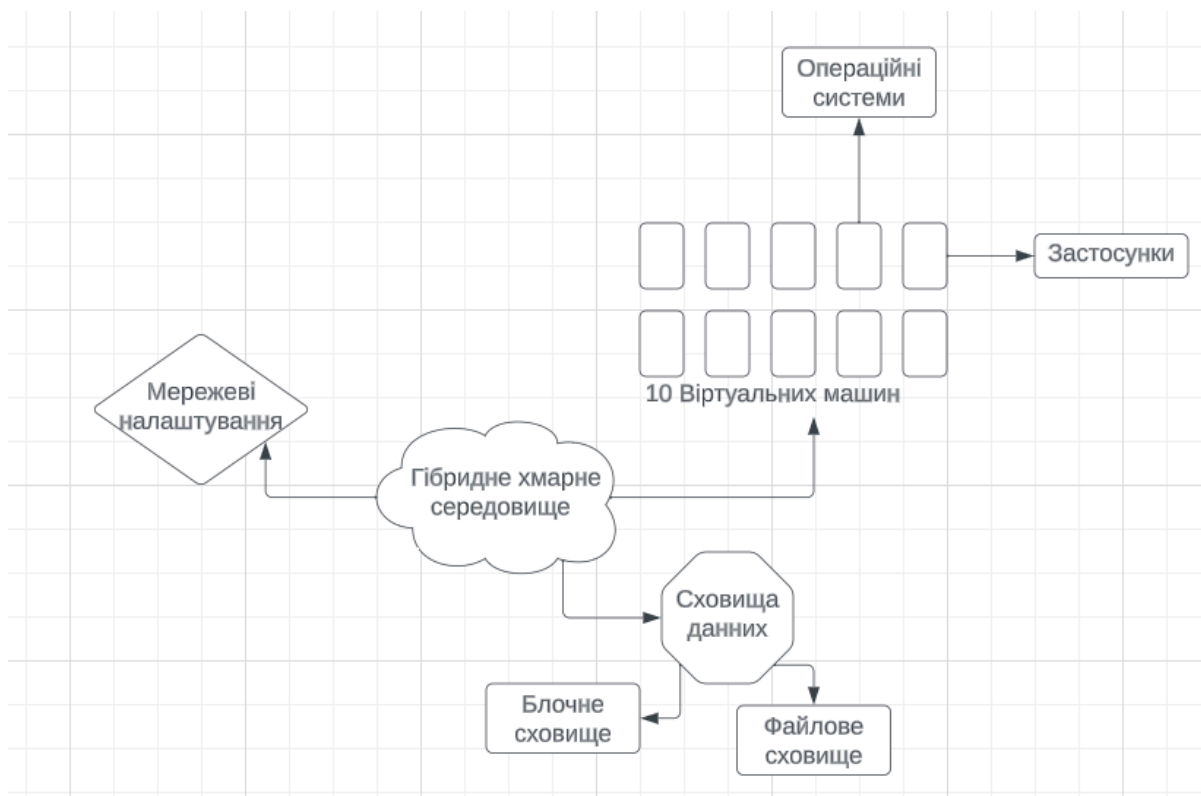 Операційні
системи
Застосунки
10 Віртуальних машин
Мережеві
налаштування
Гібридне хмарне
середовище
Сховища
данних
Блочне
сховище
Файлове
сховище